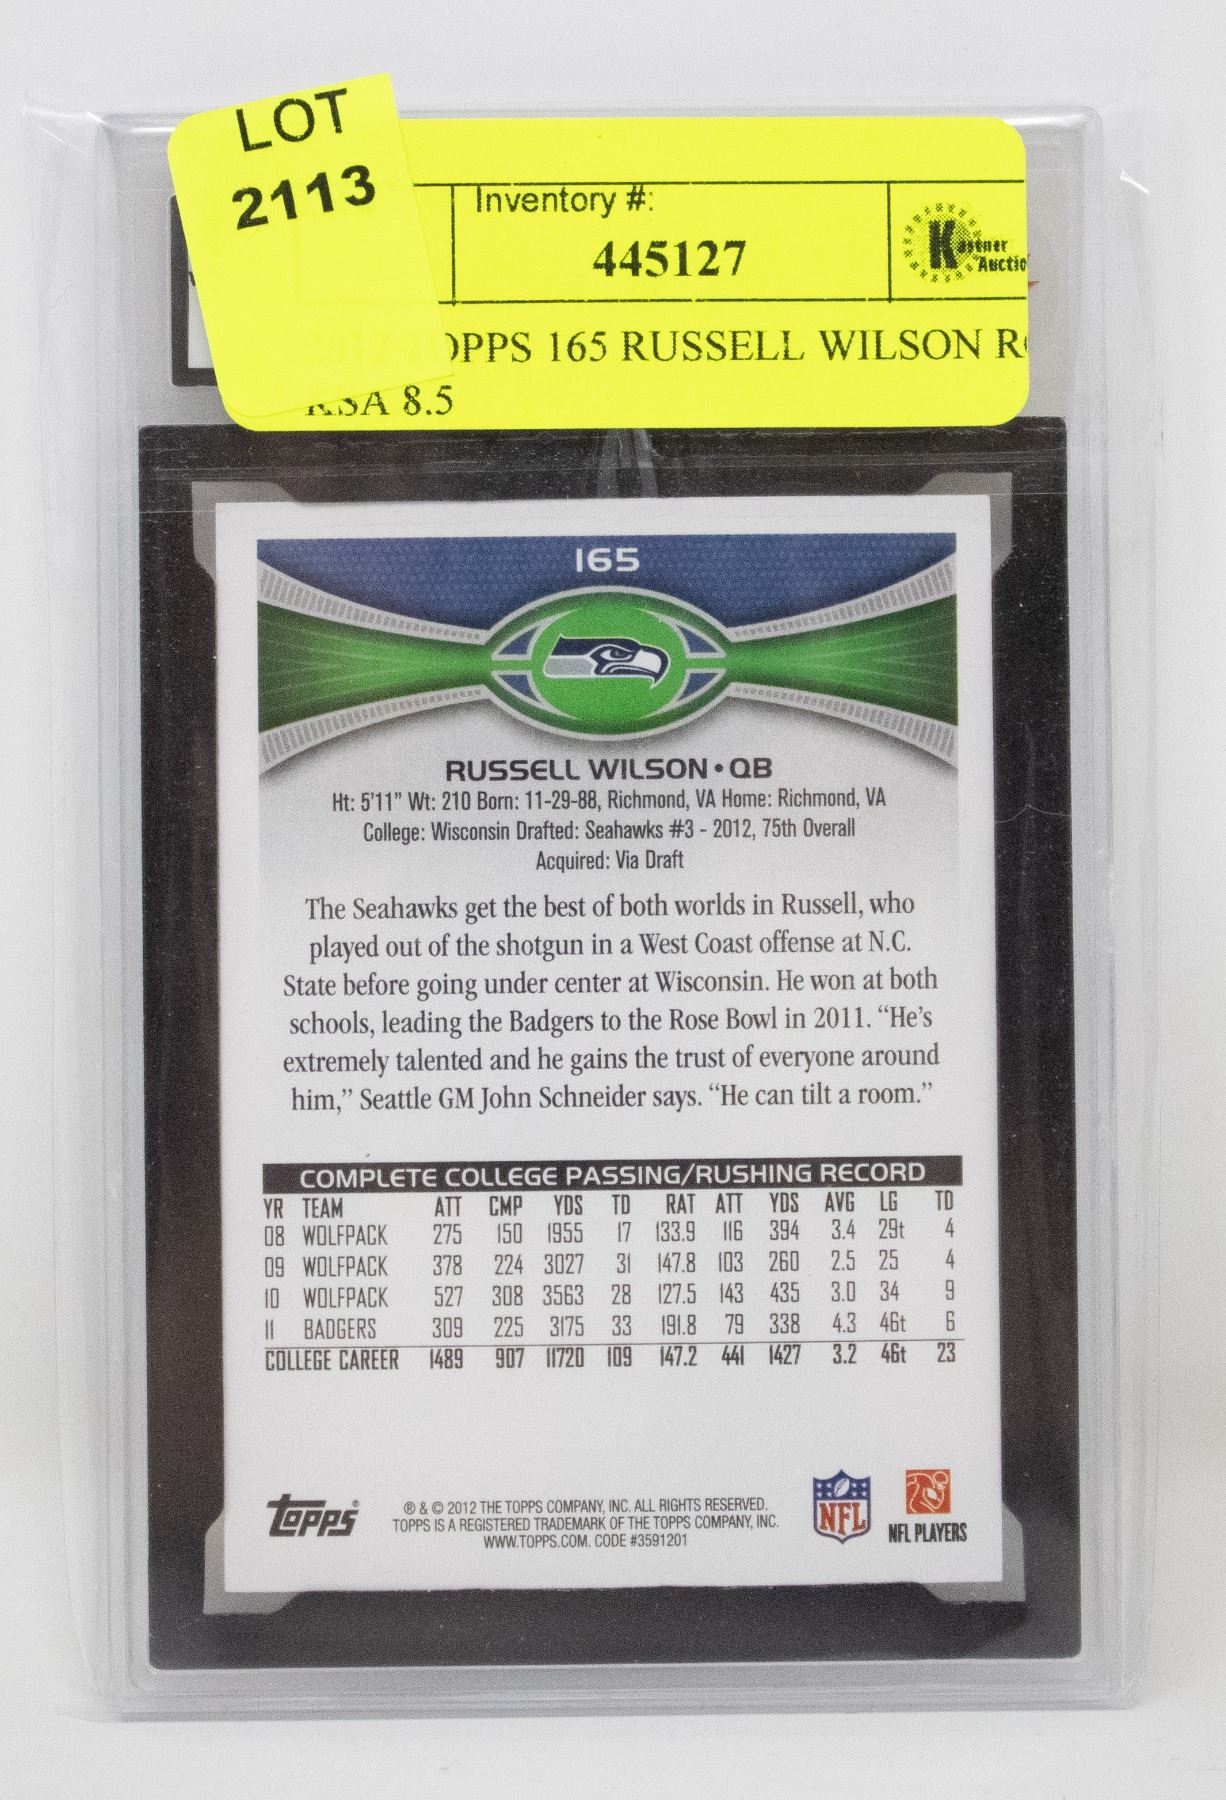 LOT
2113
Inventory #:
445127
Kastner
Auction
TOPPS 165 RUSSELL WILSON R
KSA 8.5
165
RUSSELL WILSON • QB
Ht: 5'11" Wt: 210 Born: 11-29-88, Richmond, VA Home: Richmond, VA
College: Wisconsin Drafted: Seahawks #3 - 2012, 75th Overall
Acquired: Via Draft
The Seahawks get the best of both worlds in Russell, who
played out of the shotgun in a West Coast offense at N.C.
State before going under center at Wisconsin. He won at both
schools, leading the Badgers to the Rose Bowl in 2011. “He’s
extremely talented and he gains the trust of everyone around
him,” Seattle GM John Schneider says. “He can tilt a room.”
COMPLETE COLLEGE PASSING/RUSHING RECORD
YR TEAM ATT CMP YDS TD RAT ATT YDS AVG LG TD
08 WOLFPACK 275 150 1955 17 133.9 116 394 3.4 29t 4
09 WOLFPACK 378 224 3027 31 147.8 103 260 2.5 25 4
10 WOLFPACK 527 308 3563 28 127.5 143 435 3.0 34 9
11 BADGERS 309 225 3175 33 191.8 79 338 4.3 46t 6
COLLEGE CAREER 1489 907 11720 109 147.2 441 1427 3.2 46t 23
topps®
® & © 2012 THE TOPPS COMPANY, INC. ALL RIGHTS RESERVED.
TOPPS IS A REGISTERED TRADEMARK OF THE TOPPS COMPANY, INC.
WWW.TOPPS.COM. CODE #3591201
NFL
NFL PLAYERS